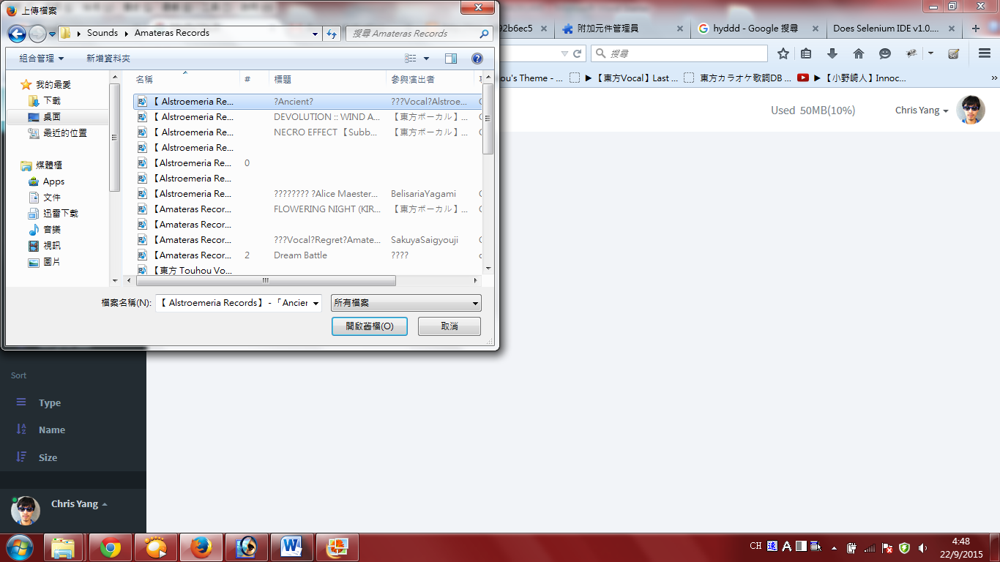 上傳檔案
Sounds Amateras Records
搜尋 Amateras Records
92b6ec5
附加元件管理員
hyddd - Google 搜尋
Does Selenium IDE v1.0....
組合管理 新增資料夾
搜尋
ou's Theme - ...
▶【東方Vocal】Last ...
東方カラオケ歌詞DB ...
▶【小野崎人】Innoc...
»
我的最愛
下載
桌面
最近的位置
媒體櫃
Apps
文件
迅雷下載
音樂
視訊
圖片
名稱 # 標題 參與演出者
【 Alstroemeria Re... ?Ancient? ???Vocal?Alstroe...
【 Alstroemeria Re... DEVOLUTION :: WIND A... 【東方ボーカル】...
【 Alstroemeria Re... NECRO EFFECT 【Subb... 【東方ボーカル】...
【 Alstroemeria Re...
【Alstroemeria Re... 0
【Alstroemeria Re...
【Alstroemeria Re... ???????? ?Alice Maester... BelisariaYagami
【Amateras Recor... FLOWERING NIGHT (KIR... 【東方ボーカル】...
【Amateras Recor...
【Amateras Recor... ???Vocal?Regret?Amate... SakuyaSaigyouji
【Amateras Recor... 2 Dream Battle ????
【東方 Touhou Vo...
檔案名稱(N): 【 Alstroemeria Records】 -「Ancien 所有檔案
開啟舊檔(O) 取消
Used 50MB(10%)
Chris Yang
Sort
Type
Name
Size
Chris Yang
CH
4:48
22/9/2015